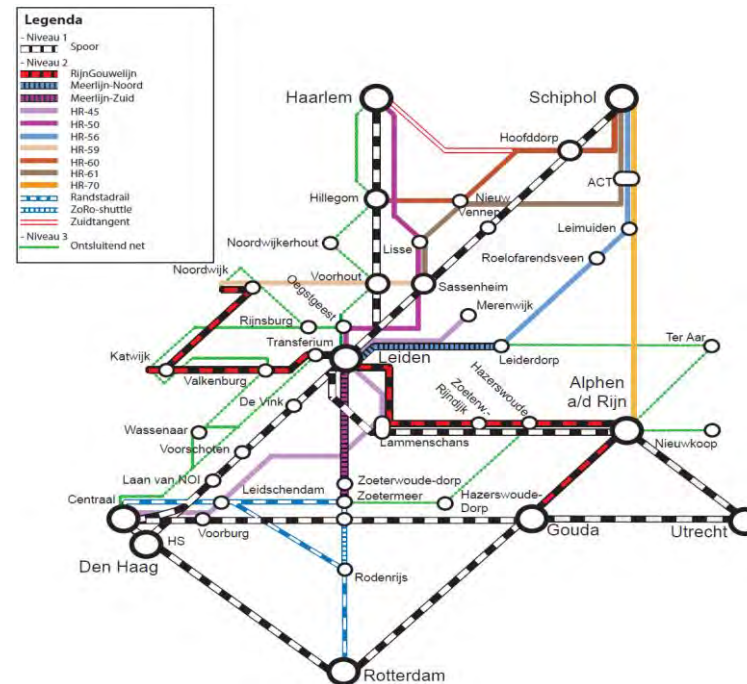 Legenda
- Niveau 1
Spoor
- Niveau 2
RijnGouwelijn
Meerlijn-Noord
Meerlijn-Zuid
HR-45
HR-50
HR-56
HR-59
HR-60
HR-61
HR-70
Randstadrail
ZoRo-shuttle
Zuidtangent
- Niveau 3
Ontsluitend net
Haarlem
Schiphol
Hoofddorp
ACT
Hillegom
Nieuw
Vennep
Noordwijkerhout
Lisse
Leimuiden
Roelofarendsveen
Noordwijk
Voorhout
Sassenheim
Oegstgeest
Merenwijk
Rijnsburg
Transferium
Leiden
Leiderdorp
Ter Aar
Katwijk
Valkenburg
De Vink
Hazerswoude
Zoeterw.-
Rijndijk
Alphen
a/d Rijn
Wassenaar
Voorschoten
Lammenschans
Nieuwkoop
Laan van NOI
Zoeterwoude-dorp
Centraal
Leidschendam
Zoetermeer
Hazerswoude-
Dorp
HS
Voorburg
Gouda
Utrecht
Den Haag
Rodenrijs
Rotterdam